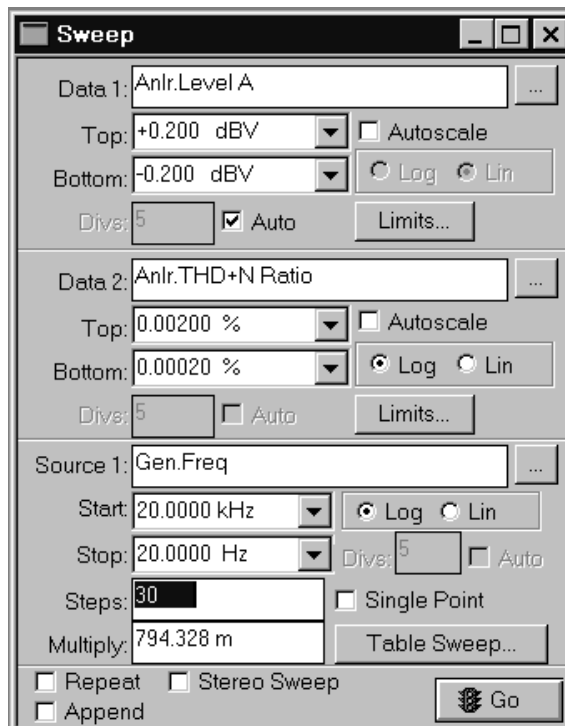 Sweep
Data 1: Anlr.Level A ...
Top: +0.200 dBV Autoscale
Bottom: -0.200 dBV Log Lin
Divs: 5 Auto Limits...
Data 2: Anlr.THD+N Ratio ...
Top: 0.00200 % Autoscale
Bottom: 0.00020 % Log Lin
Divs: 5 Auto Limits...
Source 1: Gen.Freq ...
Start: 20.0000 kHz Log Lin
Stop: 20.0000 Hz Divs: 5 Auto
Steps: 30 Single Point
Multiply: 794.328 m Table Sweep...
Repeat Stereo Sweep
Append Go